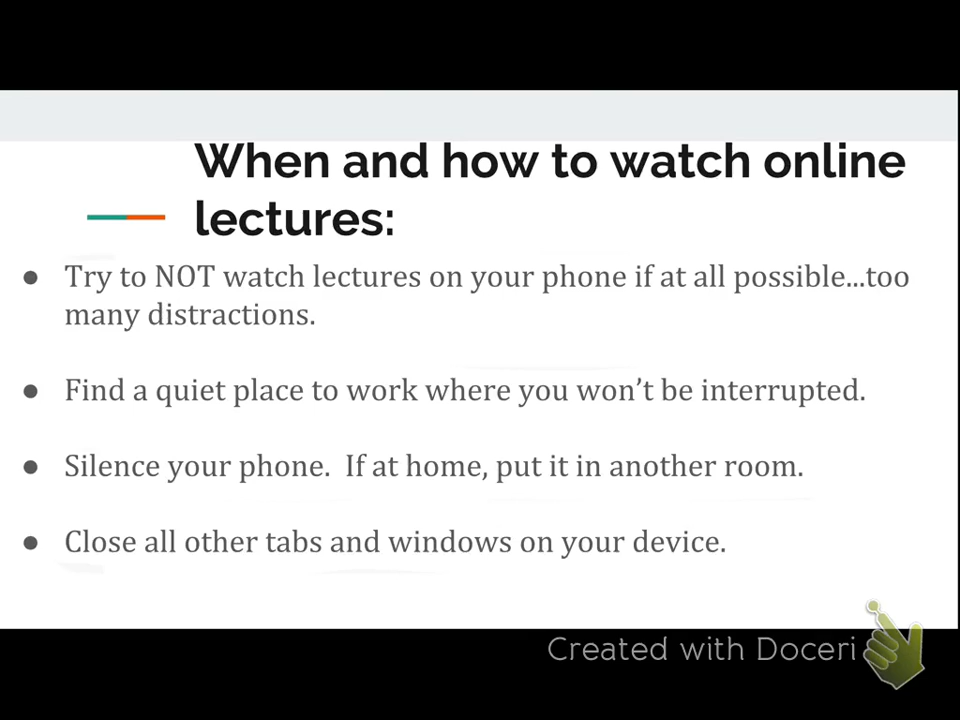 When and how to watch online
lectures:
● Try to NOT watch lectures on your phone if at all possible...too
many distractions.
● Find a quiet place to work where you won’t be interrupted.
● Silence your phone.  If at home, put it in another room.
● Close all other tabs and windows on your device.
Created with Doceri